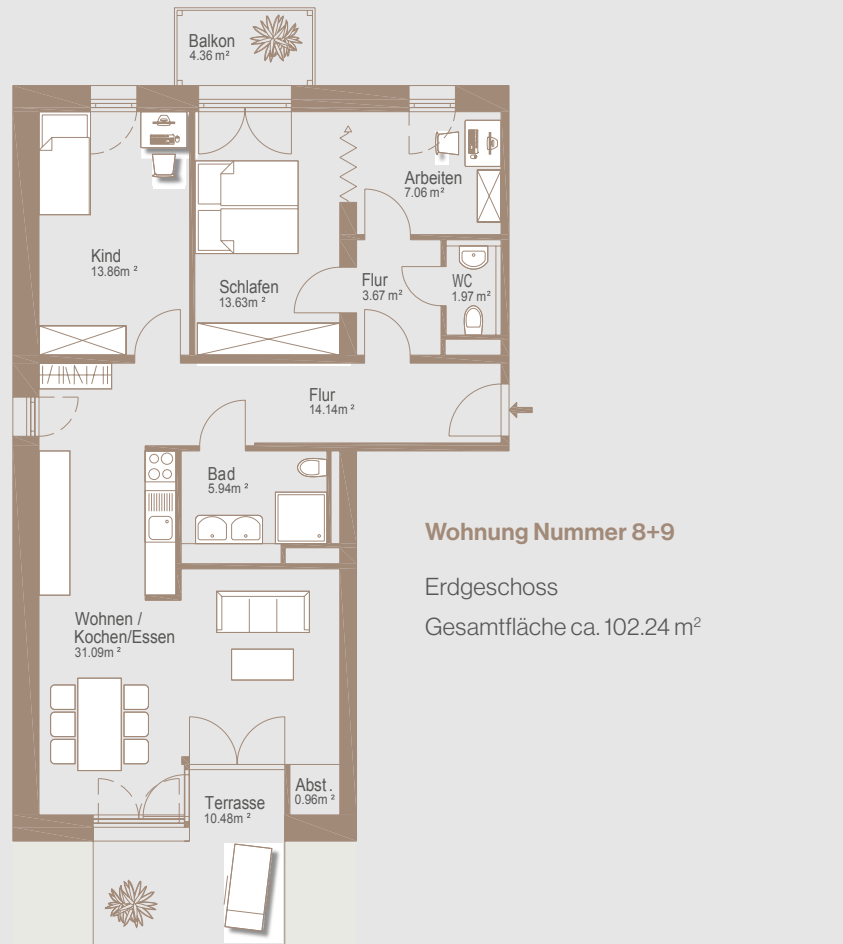 Balkon
4.36 m²
Arbeiten
7.06 m²
Kind
13.86m ²
Schlafen
13.63m ²
Flur
3.67 m²
WC
1.97 m²
Flur
14.14m ²
Bad
5.94m ²
Wohnung Nummer 8+9
Erdgeschoss
Gesamtfläche ca. 102.24 m²
Wohnen /
Kochen/Essen
31.09m ²
Terrasse
10.48m ²
Abst.
0.96m ²